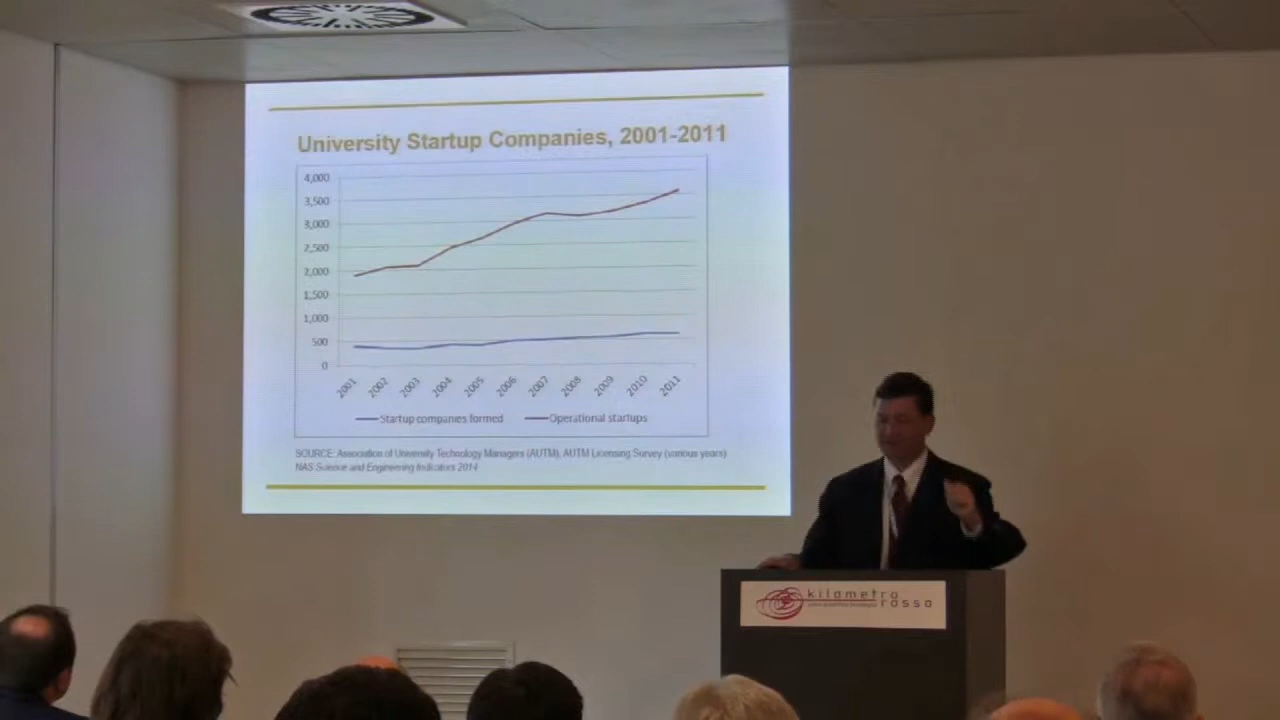 University Startup Companies, 2001-2011
4,000
3,500
3,000
2,500
2,000
1,500
1,000
500
0
2001 2002 2003 2004 2005 2006 2007 2008 2009 2010 2011
Startup companies formed Operational startups
SOURCE: Association of University Technology Managers (AUTM), AUTM Licensing Survey (various years)
NAS Science and Engineering Indicators 2014
kilometro
rosso